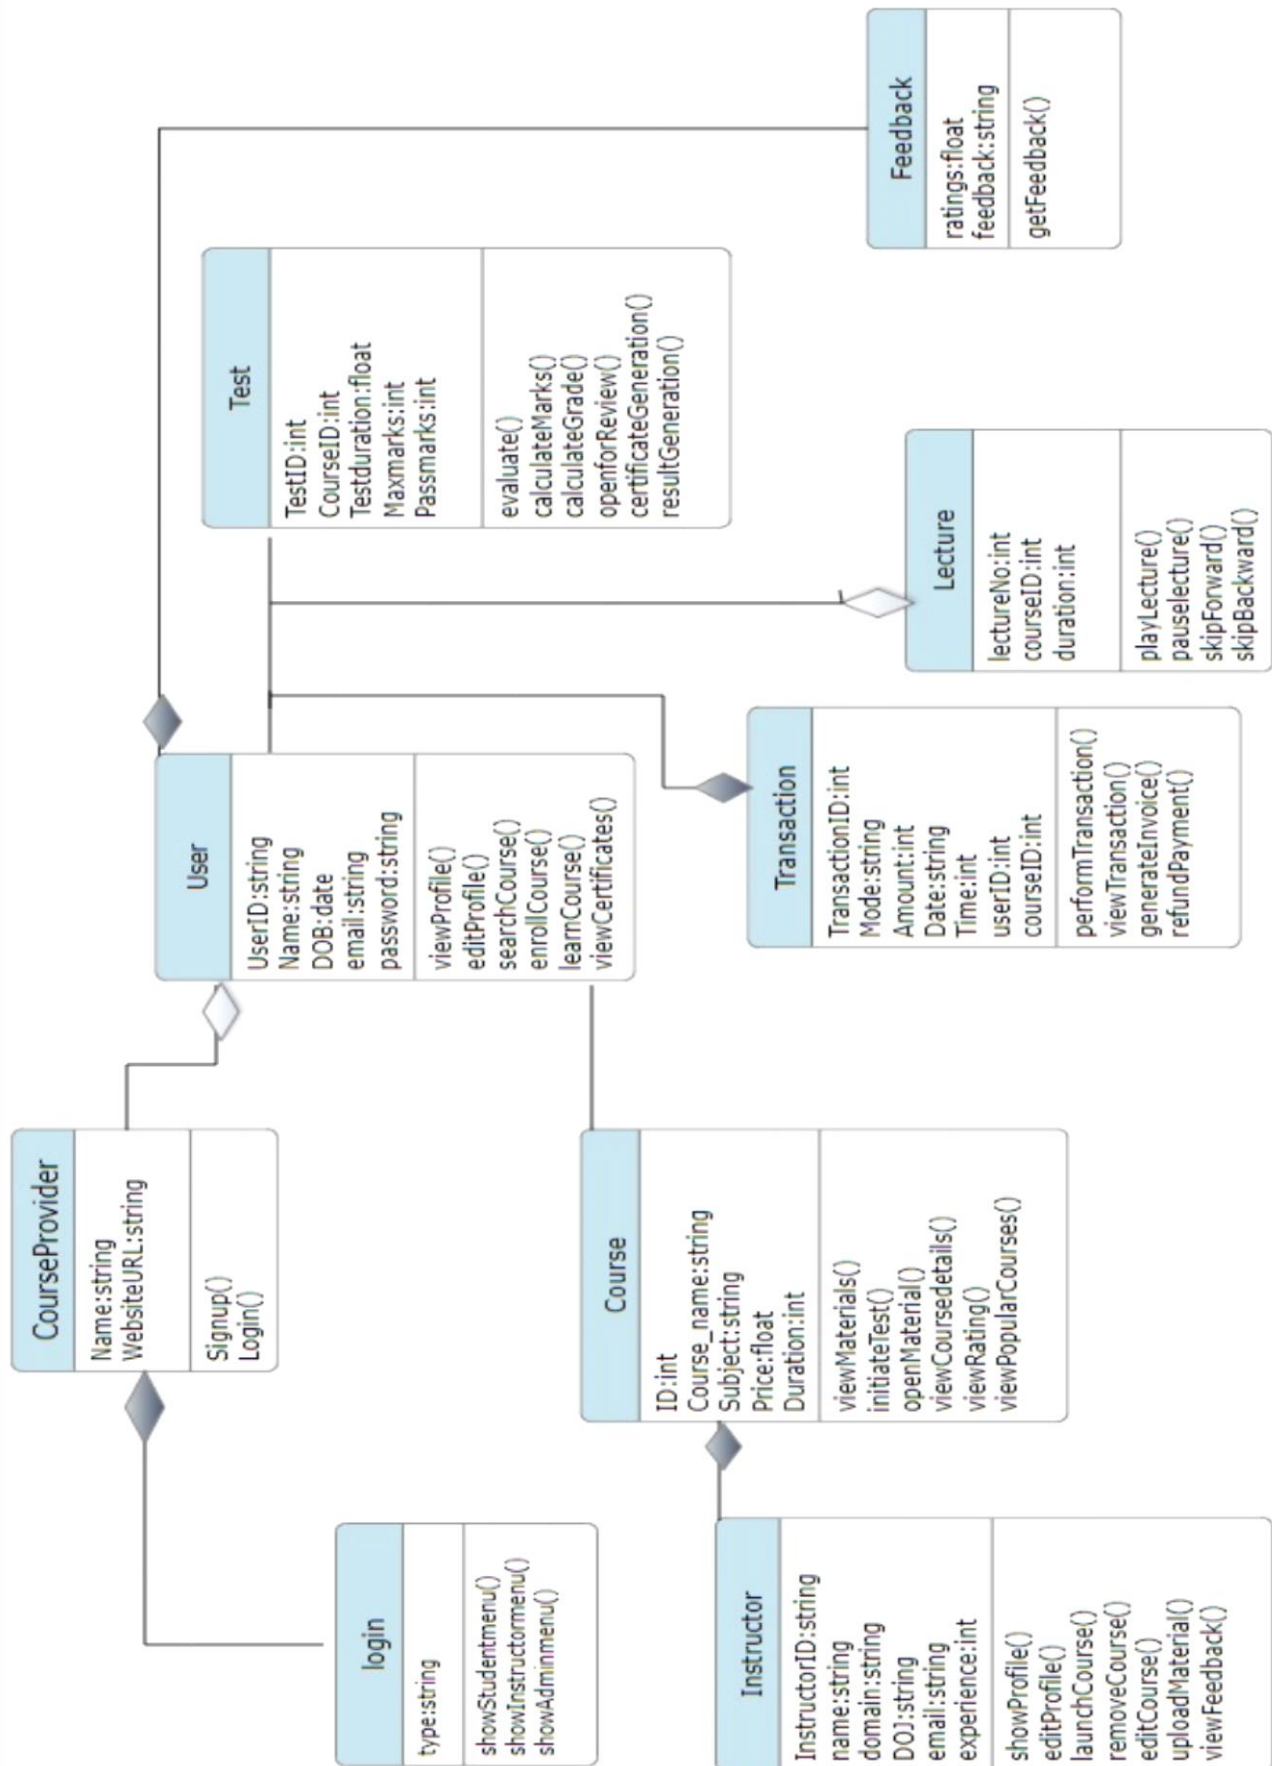 login
type:string
showStudentmenu()
showInstructormenu()
showAdminmenu()
CourseProvider
Name:string
WebsiteURL:string
Signup()
Login()
User
UserID:string
Name:string
DOB:date
email:string
password:string
viewProfile()
editProfile()
searchCourse()
enrollCourse()
learnCourse()
viewCertificates()
Test
TestID:int
CourseID:int
Testduration:float
Maxmarks:int
Passmarks:int
evaluate()
calculateMarks()
calculateGrade()
openforReview()
certificateGeneration()
resultGeneration()
Instructor
InstructorID:string
name:string
domain:string
DOJ:string
email:string
experience:int
showProfile()
editProfile()
launchCourse()
removeCourse()
editCourse()
uploadMaterial()
viewFeedback()
Course
ID:int
Course_name:string
Subject:string
Price:float
Duration:int
viewMaterials()
initiateTest()
openMaterial()
viewCoursedetails()
viewRating()
viewPopularCourses()
Transaction
TransactionID:int
Mode:string
Amount:int
Date:string
Time:int
userID:int
courseID:int
performTransaction()
viewTransaction()
generateInvoice()
refundPayment()
Lecture
lectureNo:int
courseID:int
duration:int
playLecture()
pauselecture()
skipForward()
skipBackward()
Feedback
ratings:float
feedback:string
getFeedback()